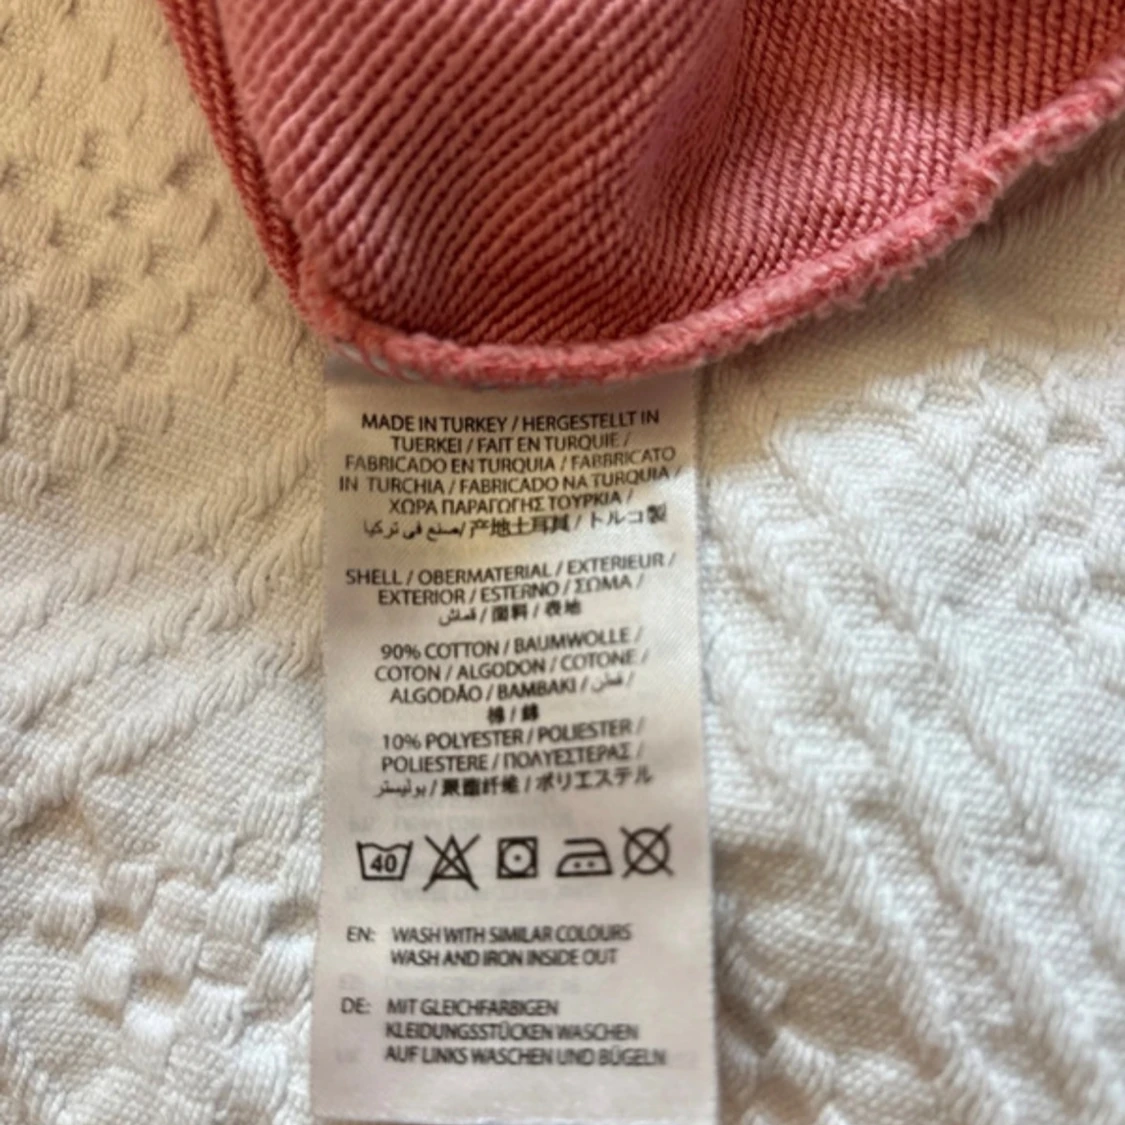 MADE IN TURKEY / HERGESTELLT IN
TUERKEI / FAIT EN TURQUIE /
FABRICADO EN TURQUIA / FABBRICATO
IN TURCHIA / FABRICADO NA TURQUIA /
ΧΩΡΑ ΠΑΡΑΓΩΓΗΣ ΤΟΥΡΚΙΑ /
صنع في تركيا / 产地土耳其 / トルコ製
SHELL / OBERMATERIAL / EXTERIEUR /
EXTERIOR / ESTERNO / ΣΩΜΑ /
قماش / 面料 / 表地
90% COTTON / BAUMWOLLE /
COTON / ALGODON / COTONE /
ALGODÃO / BAMBAKI / قطن /
棉 / 綿
10% POLYESTER / POLIESTER /
POLIESTERE / ΠΟΛΥΕΣΤΕΡΑΣ /
بوليستر / 聚酯纤维 / ポリエステル
40
EN: WASH WITH SIMILAR COLOURS
WASH AND IRON INSIDE OUT
DE: MIT GLEICHFARBIGEN
KLEIDUNGSSTÜCKEN WASCHEN
AUF LINKS WASCHEN UND BÜGELN